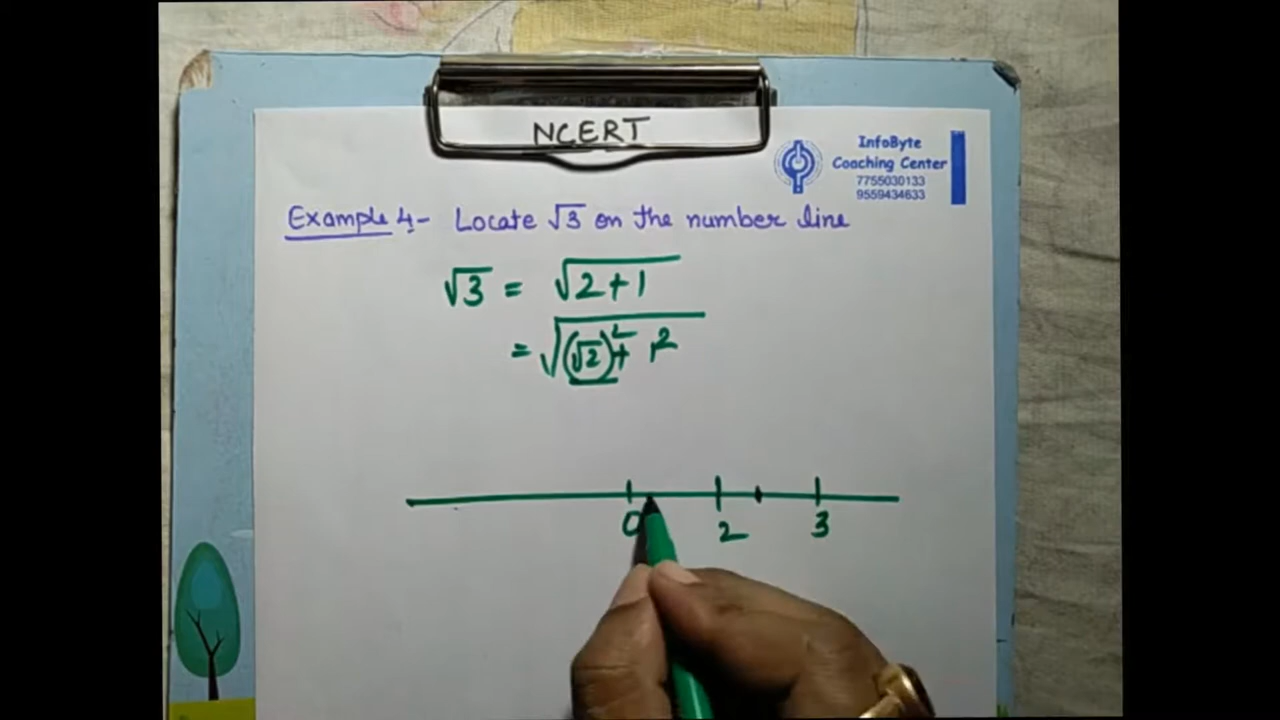 NCERT
InfoByte
Coaching Center
7755030133
9559434633
Example 4- Locate √3 on the number line
√3 = √2+1
= √(√2)²+ 1²
0 2 3